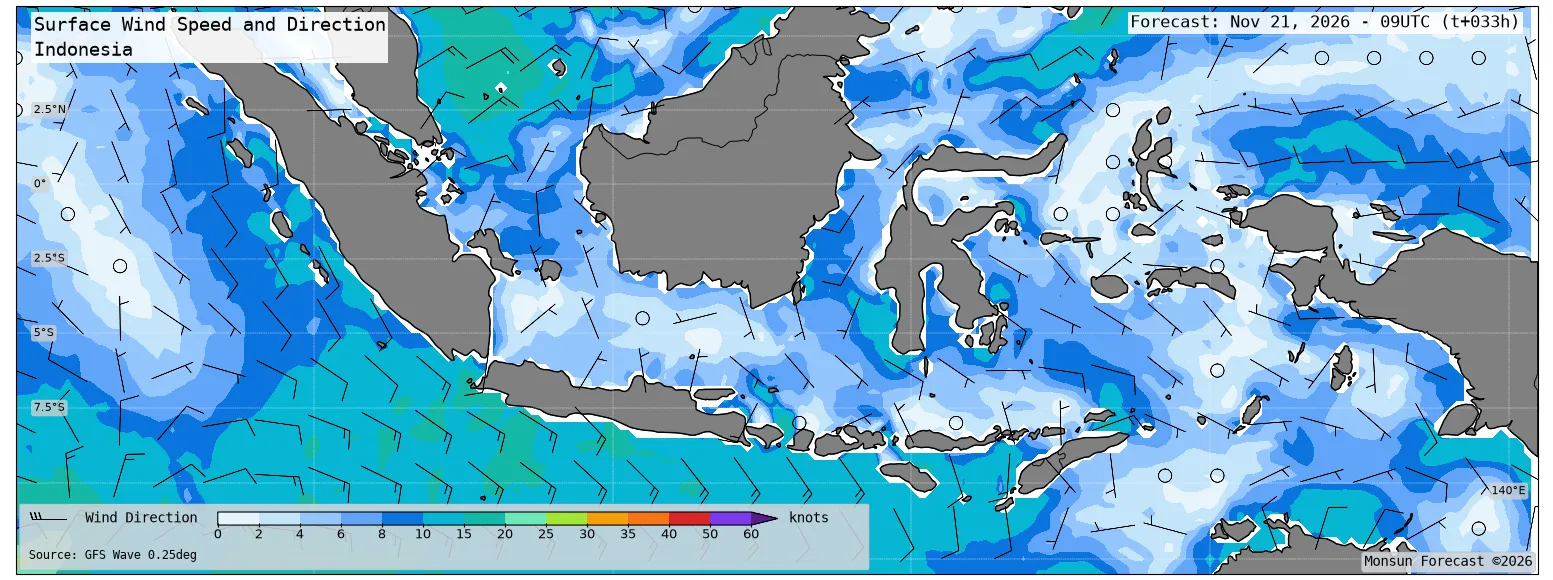 Surface Wind Speed and Direction
Indonesia
Forecast: Nov 21, 2026 - 09UTC (t+033h)
2.5°N
0°
2.5°S
5°S
7.5°S
140°E
Wind Direction
0 2 4 6 8 10 15 20 25 30 35 40 50 60
knots
Source: GFS Wave 0.25deg
Monsun Forecast ©2026